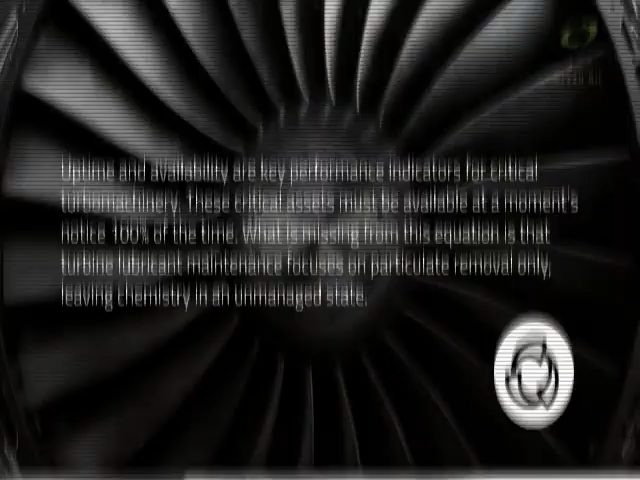 Uptime and availability are key performance indicators for critical
turbomachinery. These critical assets must be available at a moment's
notice 100% of the time. What is missing from this equation is that
turbine lubricant maintenance focuses on particulate removal only,
leaving chemistry in an unmanaged state.